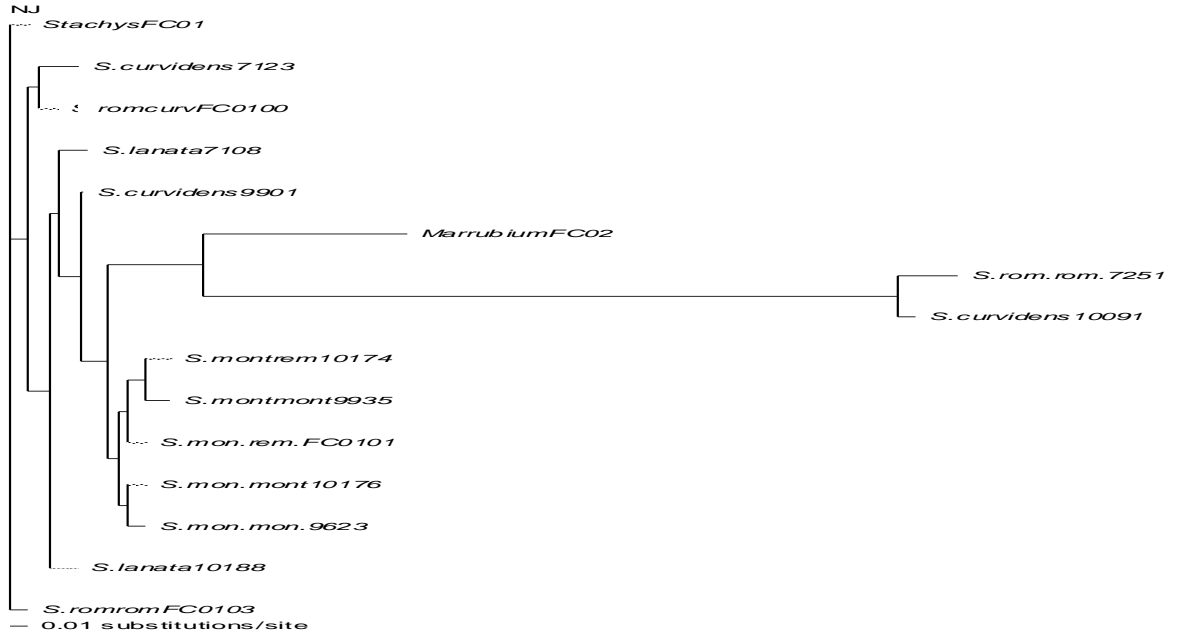 NJ
StachysFC01
S.curvidens7123
romcurvFC0100
S.lanata7108
S.curvidens9901
MarrubiumFC02
S.rom.rom.7251
S.curvidens10091
S.montrem10174
S.montmont9935
S.mon.rem.FC0101
S.mon.mont10176
S.mon.mon.9623
S.lanata10188
S.romromFC0103
0.01 substitutions/site